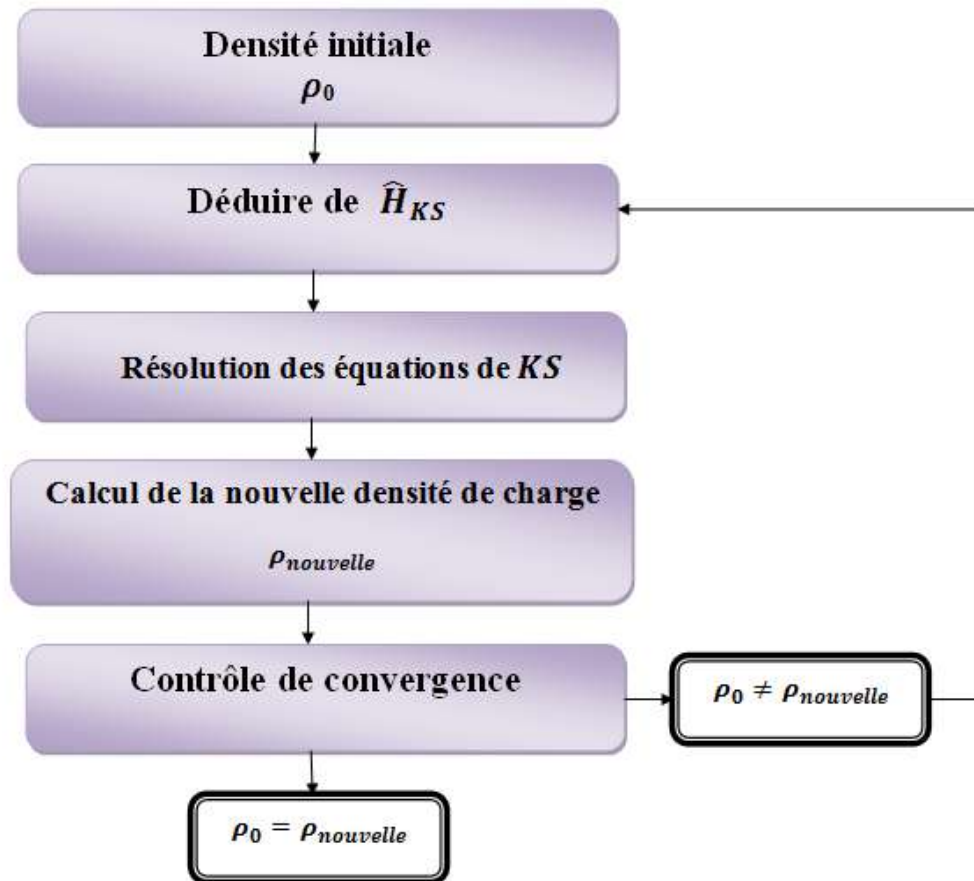 Densité initiale
ρ₀
Déduire de Ĥ_KS
Résolution des équations de KS
Calcul de la nouvelle densité de charge
ρ_nouvelle
Contrôle de convergence
ρ₀ ≠ ρ_nouvelle
ρ₀ = ρ_nouvelle